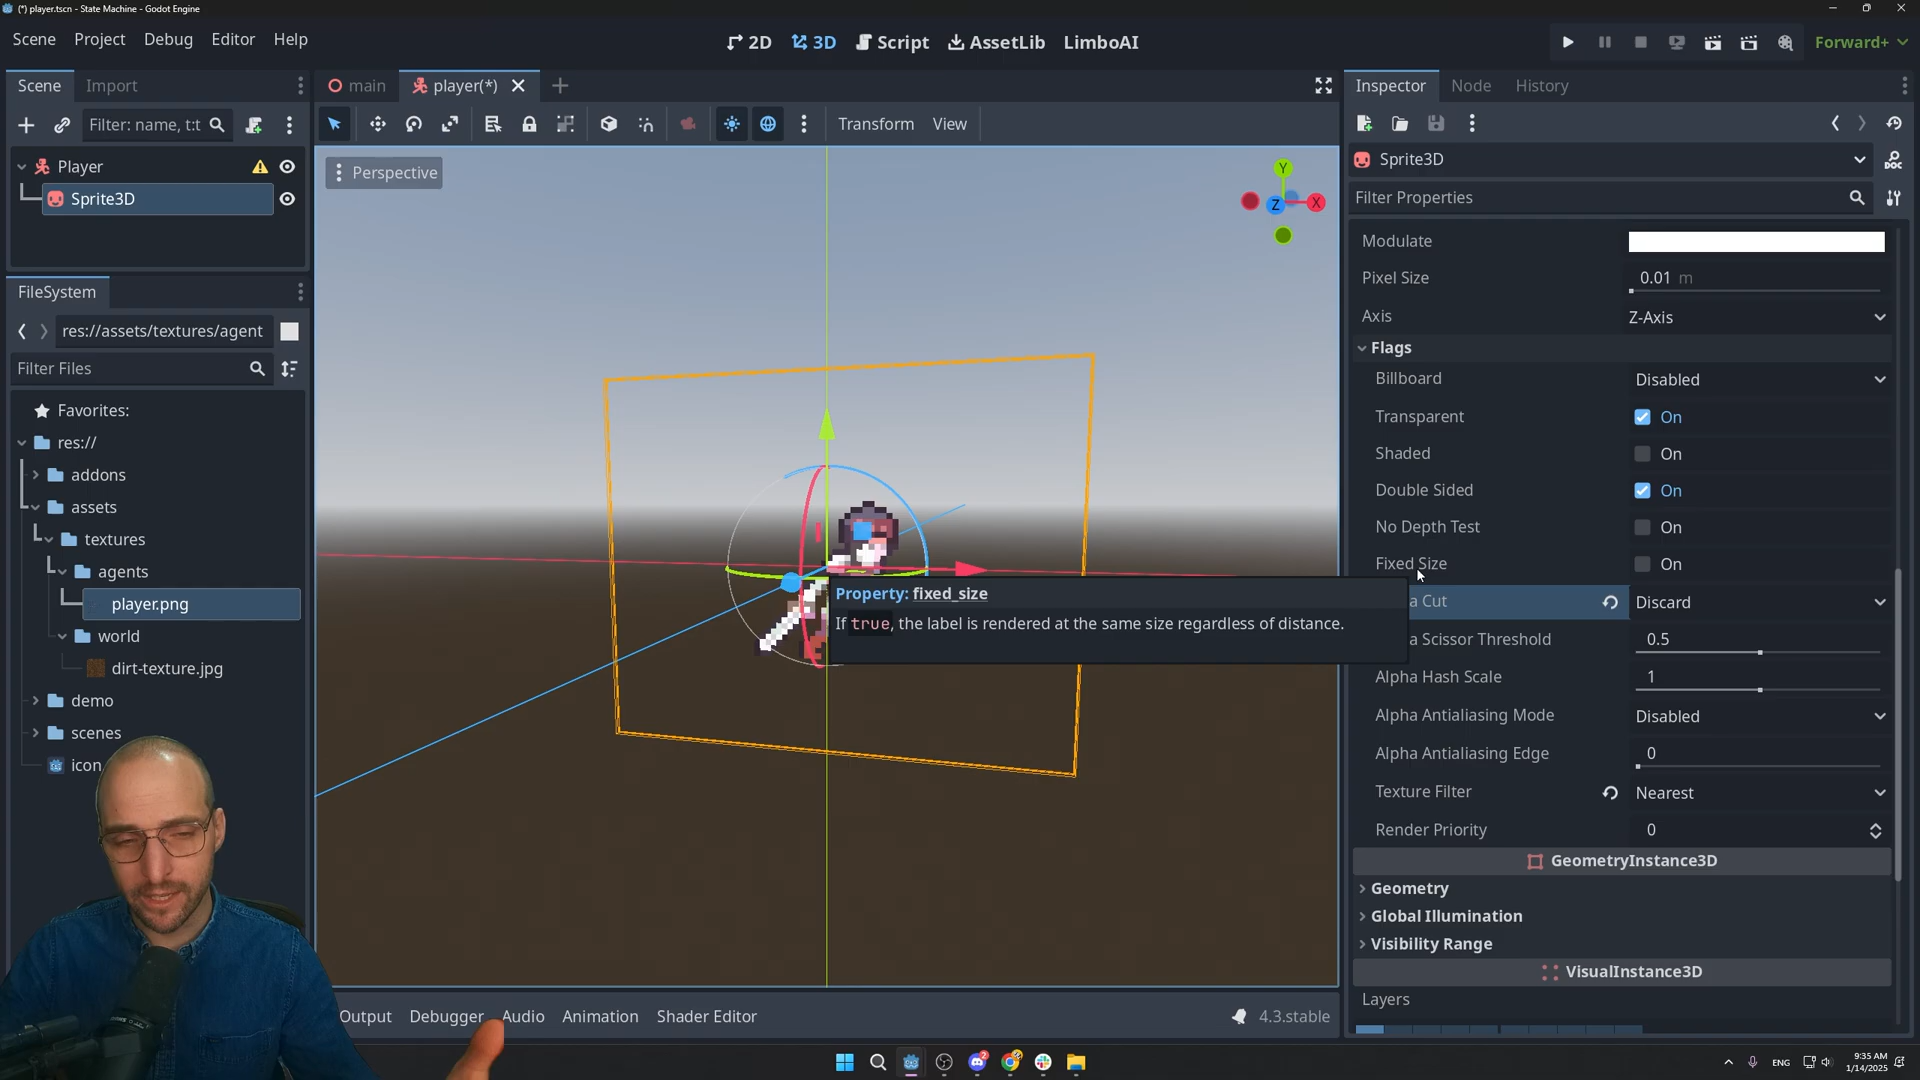 (*) player.tscn - State Machine - Godot Engine
Scene Project Debug Editor Help
2D 3D Script AssetLib LimboAI
Forward+
Scene Import
main player(*)
Inspector Node History
Filter: name, t:t
Transform View
Player
Sprite3D
Perspective
Y
X
Z
Sprite3D
Filter Properties
Modulate
Pixel Size 0.01 m
Axis Z-Axis
Flags
Billboard Disabled
Transparent On
Shaded On
Double Sided On
No Depth Test On
Fixed Size On
a Cut Discard
a Scissor Threshold 0.5
Alpha Hash Scale 1
Alpha Antialiasing Mode Disabled
Alpha Antialiasing Edge 0
Texture Filter Nearest
Render Priority 0
GeometryInstance3D
Geometry
Global Illumination
Visibility Range
VisualInstance3D
Layers
Property: fixed_size
If true, the label is rendered at the same size regardless of distance.
FileSystem
res://assets/textures/agent
Filter Files
Favorites:
res://
addons
assets
textures
agents
player.png
world
dirt-texture.jpg
demo
scenes
icon
Output Debugger Audio Animation Shader Editor
4.3.stable
2
ENG
9:35 AM
1/14/2025